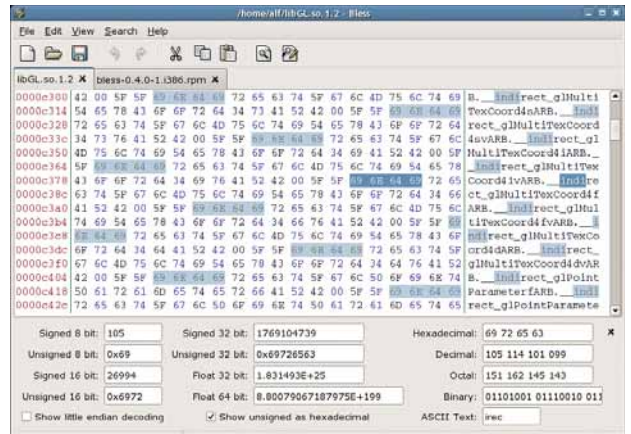 /home/alf/libGL.so.1.2 - Bless
File Edit View Search Help
libGL.so.1.2 bless-0.4.0-1.i386.rpm
0000c300 42 00 5F 5F 69 6E 64 69 72 65 63 74 5F 67 6C 4D 75 6C 74 69 B.__indirect_glMulti
0000c314 54 65 78 43 6F 6F 72 64 34 73 41 52 42 00 5F 5F 69 6E 64 69 TexCoord4sARB.__indi
0000c328 72 65 63 74 5F 67 6C 4D 75 6C 74 69 54 65 78 43 6F 6F 72 64 rect_glMultiTexCoord
0000c33c 34 73 76 41 52 42 00 5F 5F 69 6E 64 69 72 65 63 74 5F 67 6C 4svARB.__indirect_gl
0000c350 4D 75 6C 74 69 54 65 78 43 6F 6F 72 64 34 69 41 52 42 00 5F MultiTexCoord4iARB._
0000c364 5F 69 6E 64 69 72 65 63 74 5F 67 6C 4D 75 6C 74 69 54 65 78 _indirect_glMultiTex
0000c378 43 6F 6F 72 64 34 69 76 41 52 42 00 5F 5F 69 6E 64 69 72 65 Coord4ivARB.__indire
0000c38c 63 74 5F 67 6C 4D 75 6C 74 69 54 65 78 43 6F 6F 72 64 34 66 ct_glMultiTexCoord4f
0000c3a0 41 52 42 00 5F 5F 69 6E 64 69 72 65 63 74 5F 67 6C 4D 75 6C ARB.__indirect_glMul
0000c3b4 74 69 54 65 78 43 6F 6F 72 64 34 66 76 41 52 42 00 5F 5F 69 tiTexCoord4fvARB.__i
0000c3c8 6E 64 69 72 65 63 74 5F 67 6C 4D 75 6C 74 69 54 65 78 43 6F ndirect_glMultiTexCo
0000c3dc 6F 72 64 34 64 41 52 42 00 5F 5F 69 6E 64 69 72 65 63 74 5F ord4dARB.__indirect_
0000c3f0 67 6C 4D 75 6C 74 69 54 65 78 43 6F 6F 72 64 34 64 76 41 52 glMultiTexCoord4dvAR
0000c404 42 00 5F 5F 69 6E 64 69 72 65 63 74 5F 67 6C 50 6F 69 6E 74 B.__indirect_glPoint
0000c418 50 61 72 61 6D 65 74 65 72 66 41 52 42 00 5F 5F 69 6E 64 69 ParameterfARB.__indi
0000c42c 72 65 63 74 5F 67 6C 50 6F 69 6E 74 50 61 72 61 6D 65 74 65 rect_glPointParamete
Signed 8 bit: 105 Signed 32 bit: 1769104739 Hexadecimal: 69 72 65 63
Unsigned 8 bit: 0x69 Unsigned 32 bit: 0x69726563 Decimal: 105 114 101 099
Signed 16 bit: 26994 Float 32 bit: 1.831493E+25 Octal: 151 162 145 143
Unsigned 16 bit: 0x6972 Float 64 bit: 8.80079067187975E+199 Binary: 01101001 01110010 011
Show little endian decoding Show unsigned as hexadecimal ASCII Text: irec